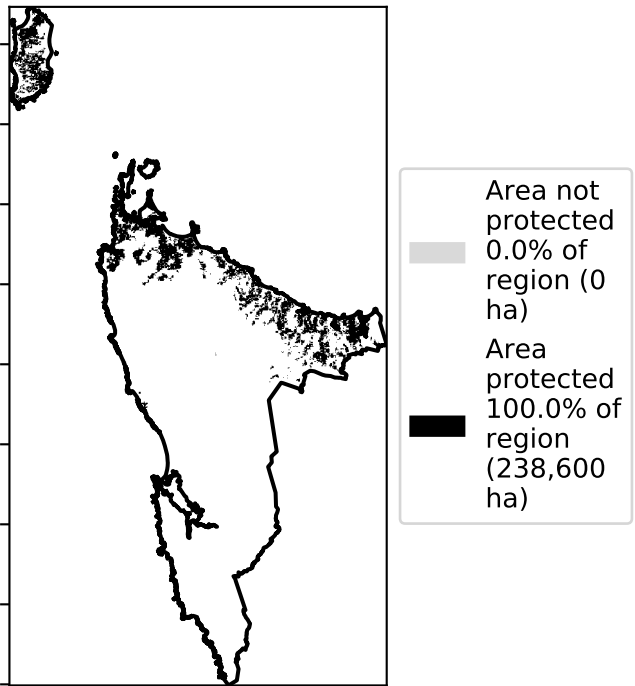 Area not
protected
0.0% of
region (0
ha)
Area
protected
100.0% of
region
(238,600
ha)